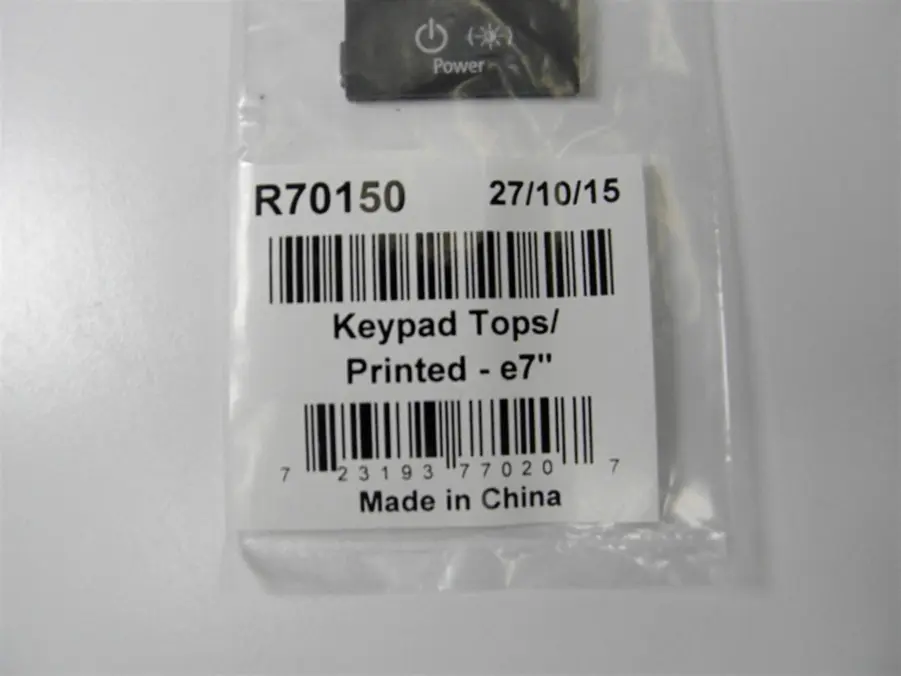 Power
R70150 27/10/15
Keypad Tops/
Printed - e7"
7 23193 77020 7
Made in China